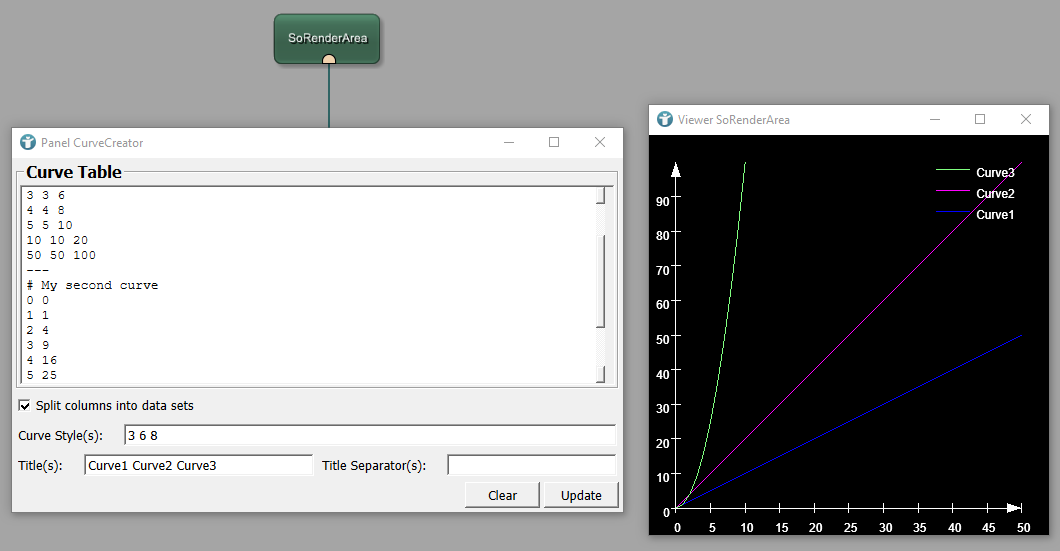 SoRenderArea
Panel CurveCreator
Curve Table
3 3 6
4 4 8
5 5 10
10 10 20
50 50 100
---
# My second curve
0 0
1 1
2 4
3 9
4 16
5 25
Split columns into data sets
Curve Style(s): 3 6 8
Title(s): Curve1 Curve2 Curve3 Title Separator(s):
Clear Update
Viewer SoRenderArea
Curve3
Curve2
Curve1
90
80
70
60
50
40
30
20
10
0
0 5 10 15 20 25 30 35 40 45 50